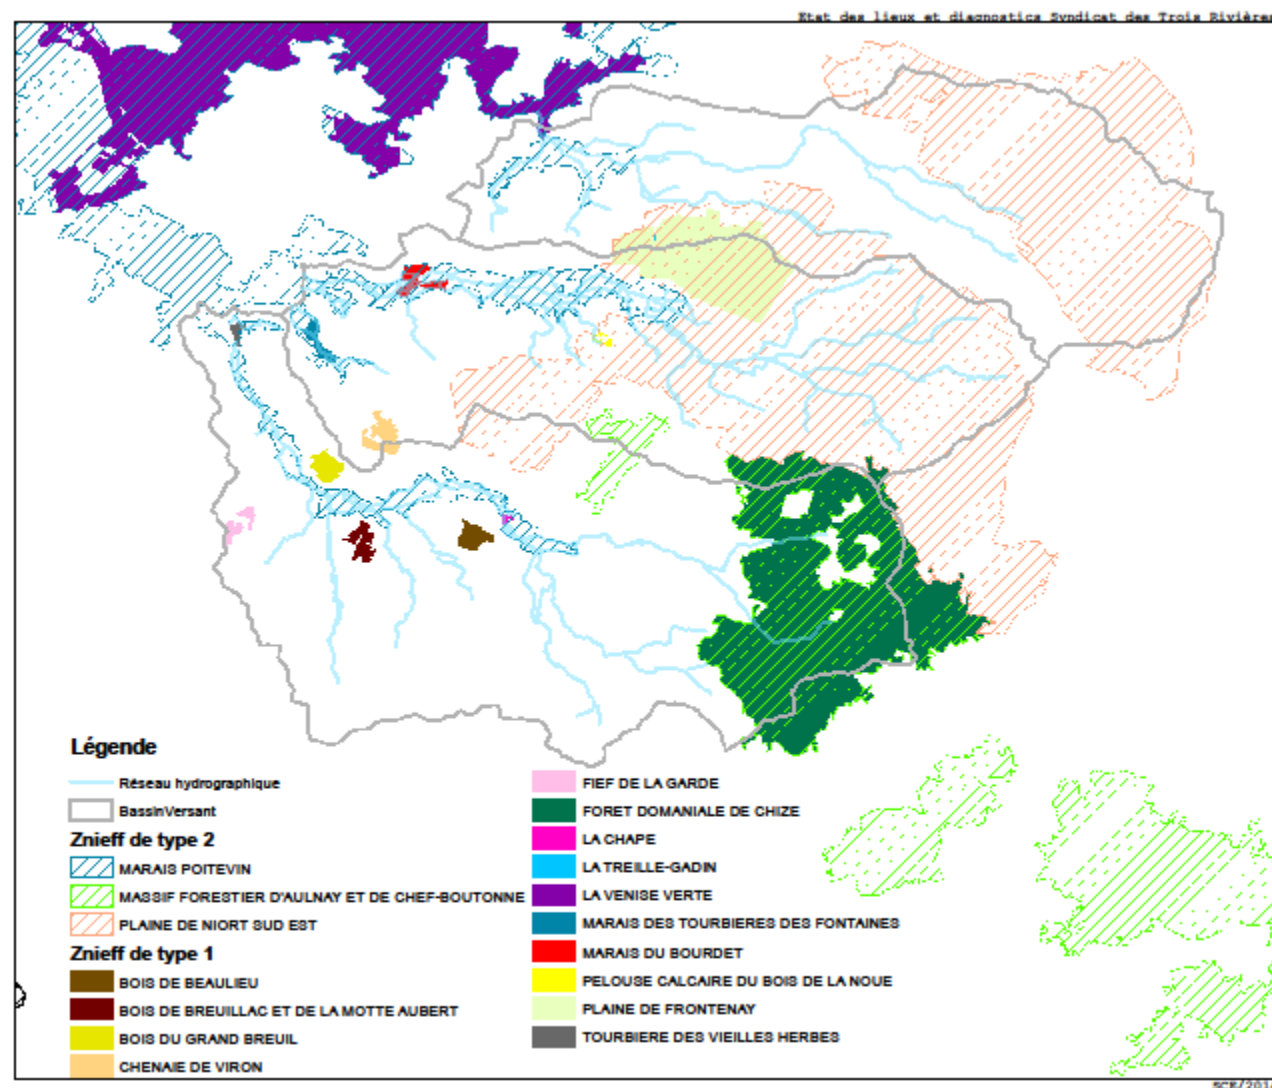 Etat des lieux et diagnostics Syndicat des Trois Rivières
Légende
Réseau hydrographique
BassinVersant
Znieff de type 2
MARAIS POITEVIN
MASSIF FORESTIER D'AULNAY ET DE CHEF-BOUTONNE
PLAINE DE NIORT SUD EST
Znieff de type 1
BOIS DE BEAULIEU
BOIS DE BREUILLAC ET DE LA MOTTE AUBERT
BOIS DU GRAND BREUIL
CHENAIE DE VIRON
FIEF DE LA GARDE
FORET DOMANIALE DE CHIZE
LA CHAPE
LA TREILLE-GADIN
LA VENISE VERTE
MARAIS DES TOURBIERES DES FONTAINES
MARAIS DU BOURDET
PELOUSE CALCAIRE DU BOIS DE LA NOUE
PLAINE DE FRONTENAY
TOURBIERE DES VIEILLES HERBES